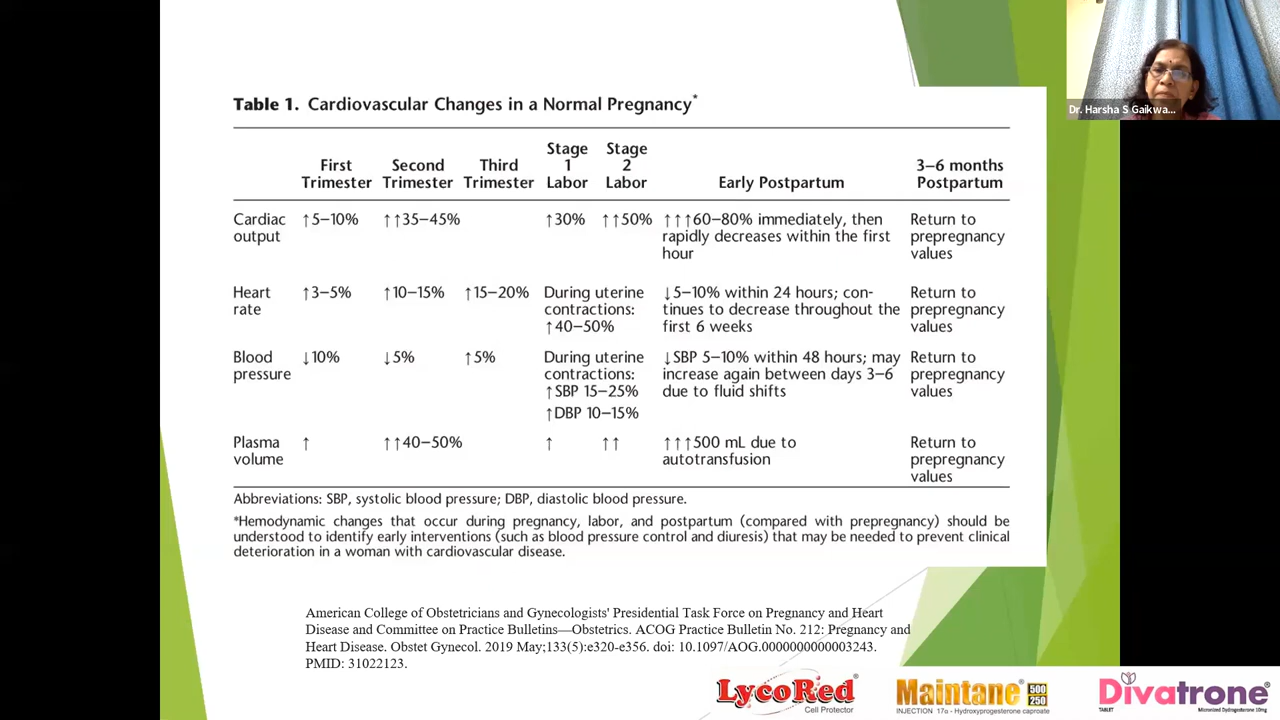 Table 1. Cardiovascular Changes in a Normal Pregnancy*
First Trimester Second Trimester Third Trimester Stage 1 Labor Stage 2 Labor Early Postpartum 3–6 months Postpartum
Cardiac output ↑5–10% ↑↑35–45% ↑30% ↑↑50% ↑↑↑60–80% immediately, then rapidly decreases within the first hour Return to prepregnancy values
Heart rate ↑3–5% ↑10–15% ↑15–20% During uterine contractions: ↑40–50% ↓5–10% within 24 hours; con-tinues to decrease throughout the first 6 weeks Return to prepregnancy values
Blood pressure ↓10% ↓5% ↑5% During uterine contractions: ↑SBP 15–25% ↑DBP 10–15% ↓SBP 5–10% within 48 hours; may increase again between days 3–6 due to fluid shifts Return to prepregnancy values
Plasma volume ↑ ↑↑40–50% ↑ ↑↑ ↑↑↑500 mL due to autotransfusion Return to prepregnancy values
Abbreviations: SBP, systolic blood pressure; DBP, diastolic blood pressure.
*Hemodynamic changes that occur during pregnancy, labor, and postpartum (compared with prepregnancy) should be
understood to identify early interventions (such as blood pressure control and diuresis) that may be needed to prevent clinical
deterioration in a woman with cardiovascular disease.
American College of Obstetricians and Gynecologists' Presidential Task Force on Pregnancy and Heart
Disease and Committee on Practice Bulletins—Obstetrics. ACOG Practice Bulletin No. 212: Pregnancy and
Heart Disease. Obstet Gynecol. 2019 May;133(5):e320-e356. doi: 10.1097/AOG.0000000000003243.
PMID: 31022123.
Dr. Harsha S Gaikwa...
LycoRed®
Cell Protector
Maintane® 500 250
INJECTION 17α - Hydroxyprogesterone caproate
Divatrone®
TABLET Micronized Dydrogesterone 10mg